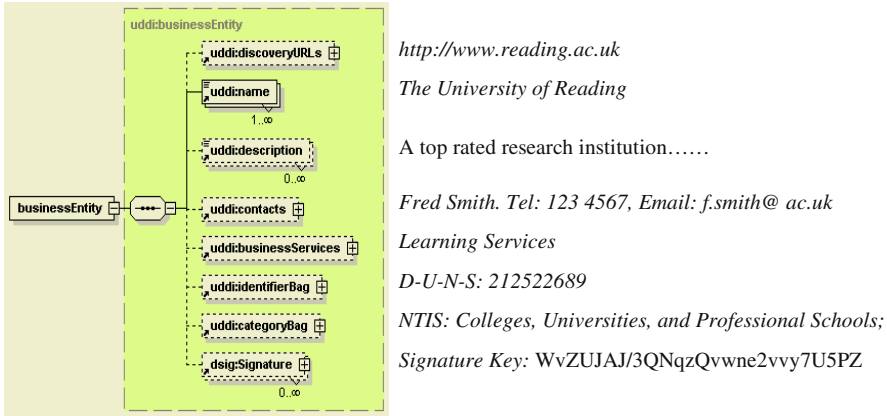 uddi:businessEntity
uddi:discoveryURLs http://www.reading.ac.uk
uddi:name The University of Reading
1..∞
uddi:description A top rated research institution……
0..∞
businessEntity
uddi:contacts Fred Smith. Tel: 123 4567, Email: f.smith@ ac.uk
uddi:businessServices Learning Services
uddi:identifierBag D-U-N-S: 212522689
uddi:categoryBag NTIS: Colleges, Universities, and Professional Schools;
dsig:Signature Signature Key: WvZUJAJ/3QNqzQvwne2vvy7U5PZ
0..∞